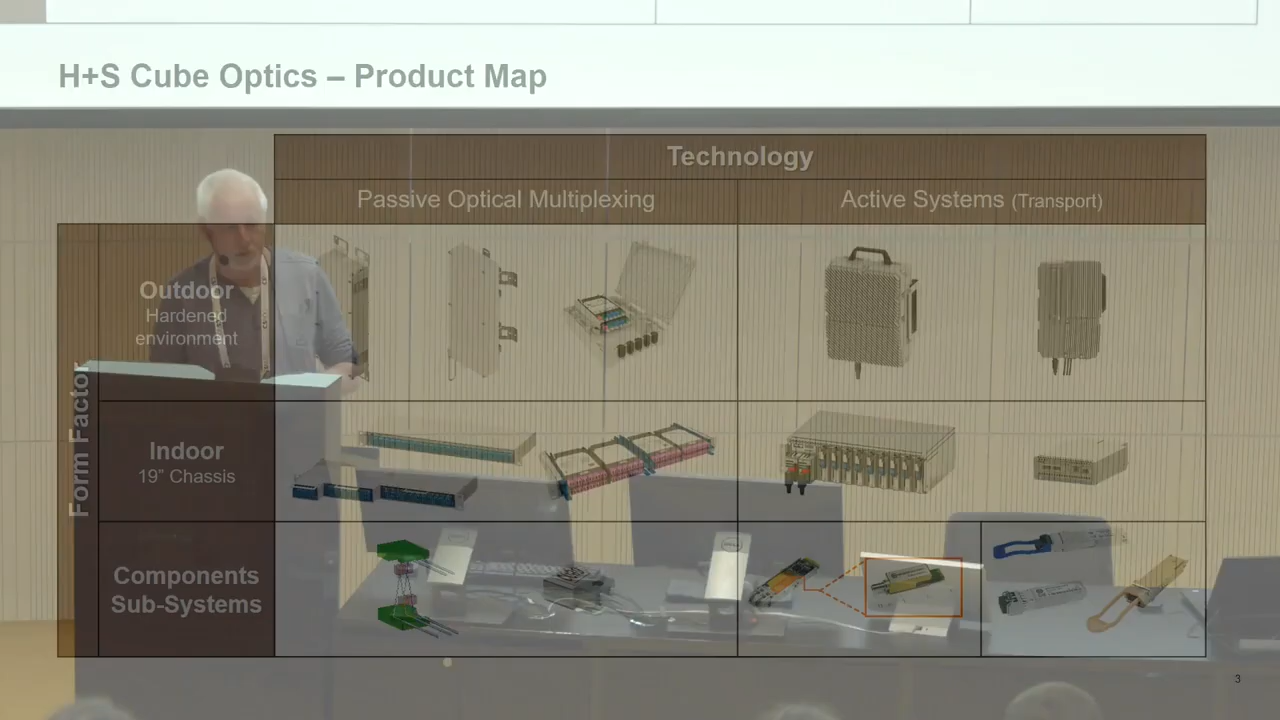 H+S Cube Optics – Product Map
Technology
Passive Optical Multiplexing
Active Systems (Transport)
Form Factor
Outdoor
Hardened
environment
Indoor
19” Chassis
Components
Sub-Systems
3